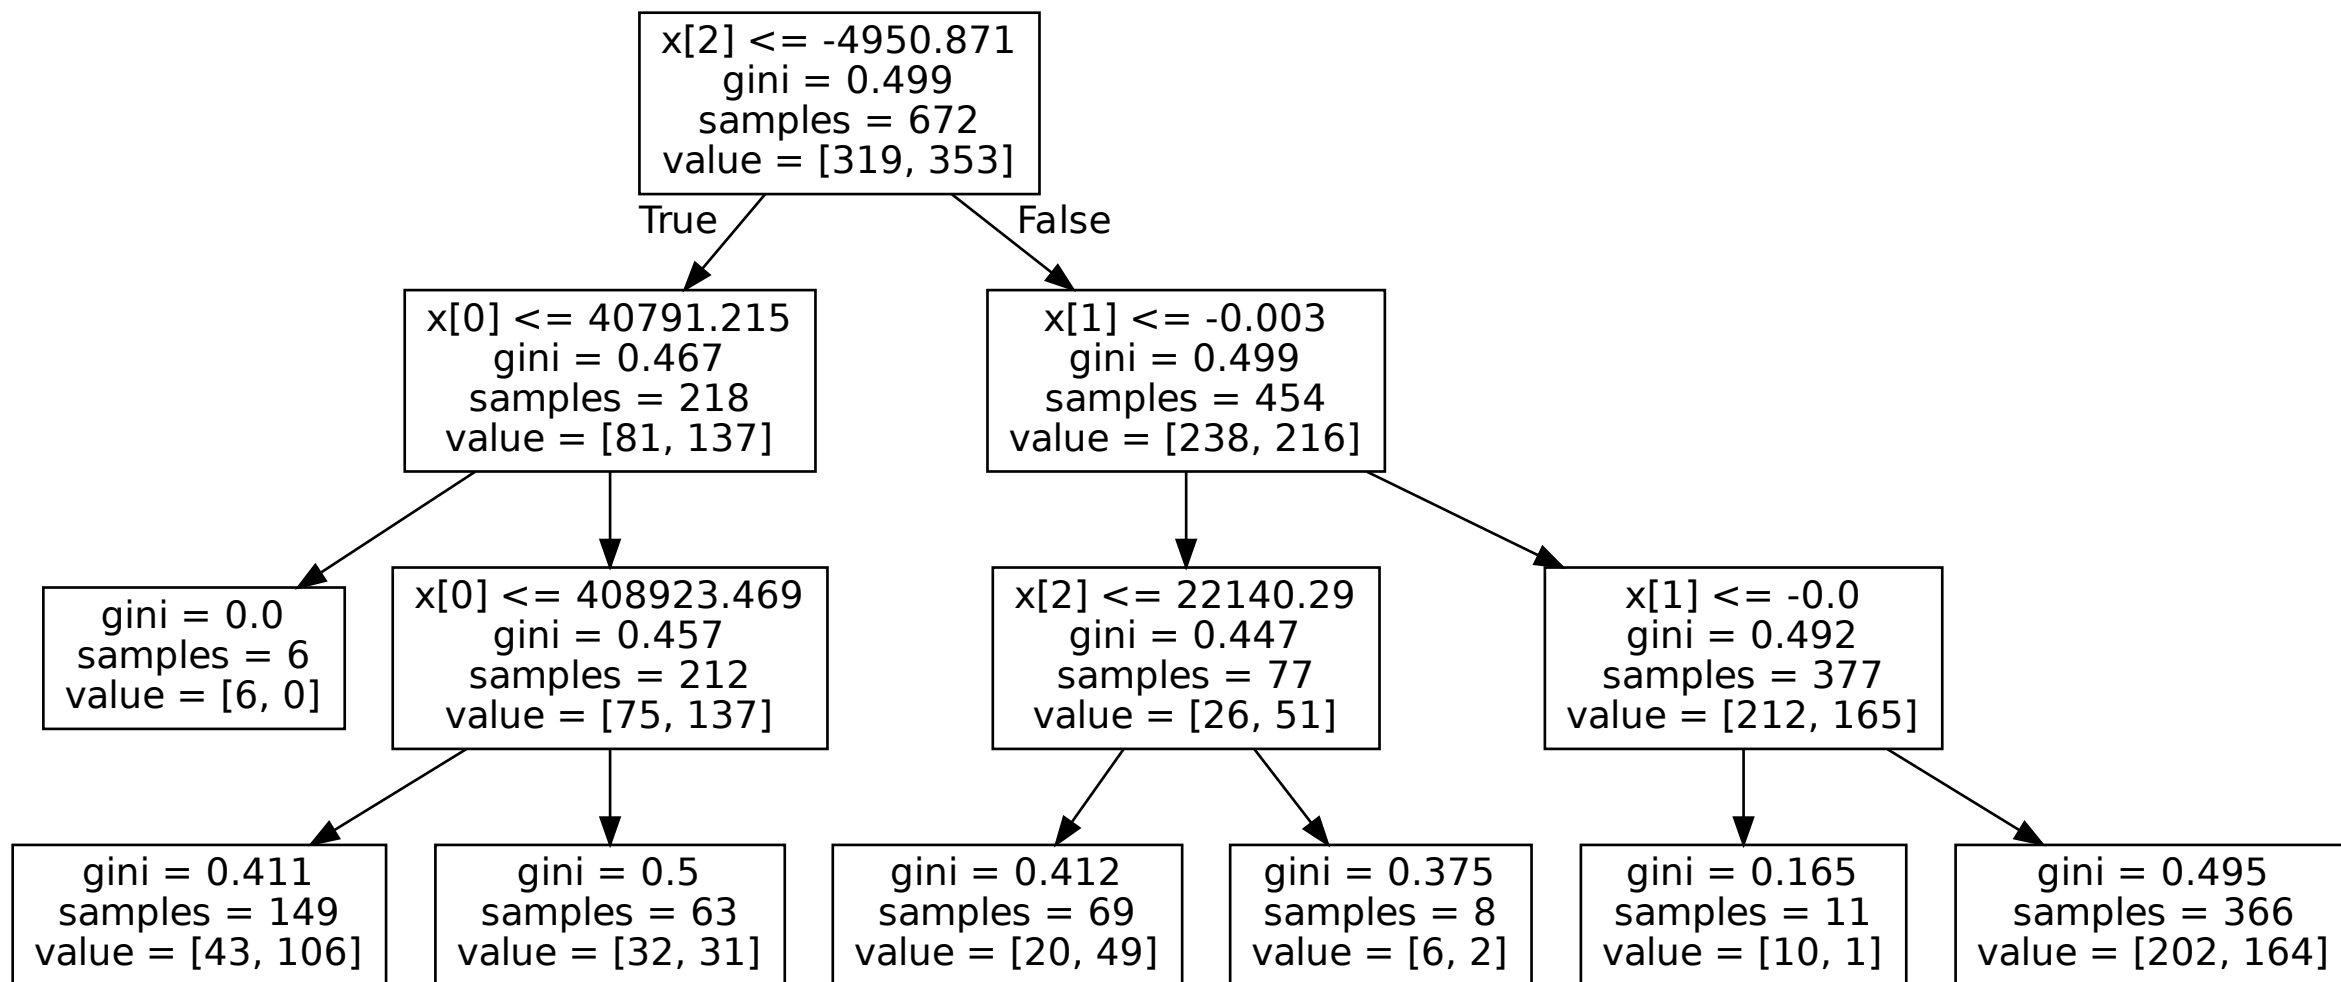 x[2] <= -4950.871
gini = 0.499
samples = 672
value = [319, 353]
True
False
x[0] <= 40791.215
gini = 0.467
samples = 218
value = [81, 137]
x[1] <= -0.003
gini = 0.499
samples = 454
value = [238, 216]
gini = 0.0
samples = 6
value = [6, 0]
x[0] <= 408923.469
gini = 0.457
samples = 212
value = [75, 137]
x[2] <= 22140.29
gini = 0.447
samples = 77
value = [26, 51]
x[1] <= -0.0
gini = 0.492
samples = 377
value = [212, 165]
gini = 0.411
samples = 149
value = [43, 106]
gini = 0.5
samples = 63
value = [32, 31]
gini = 0.412
samples = 69
value = [20, 49]
gini = 0.375
samples = 8
value = [6, 2]
gini = 0.165
samples = 11
value = [10, 1]
gini = 0.495
samples = 366
value = [202, 164]